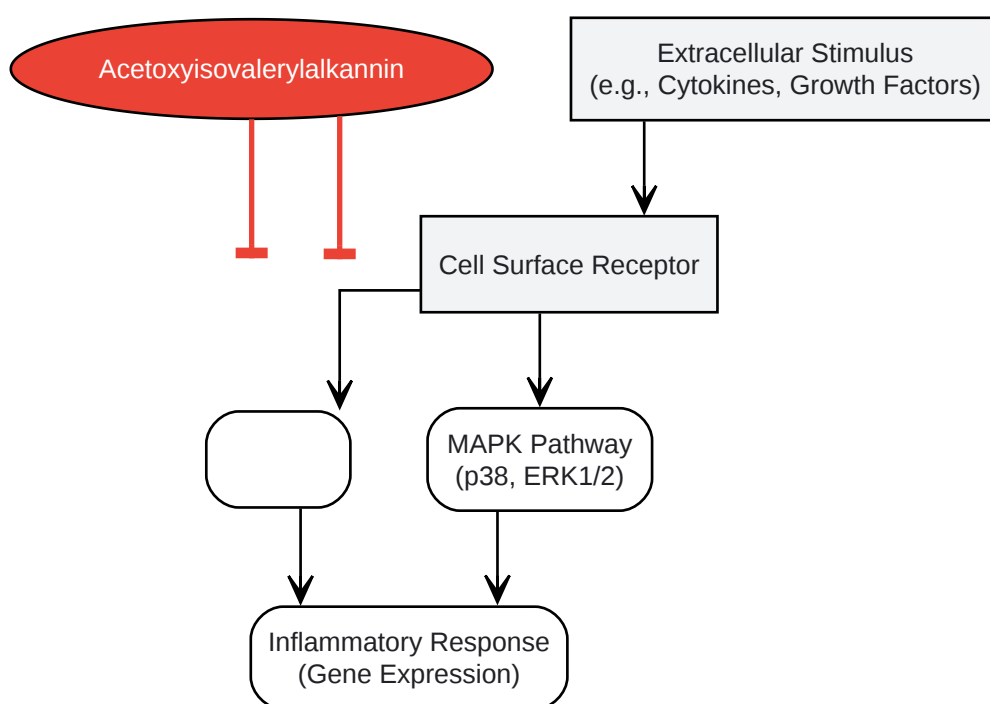 Acetoxyisovalerylalkannin
Extracellular Stimulus
(e.g., Cytokines, Growth Factors)
Cell Surface Receptor
MAPK Pathway
(p38, ERK1/2)
Inflammatory Response
(Gene Expression)